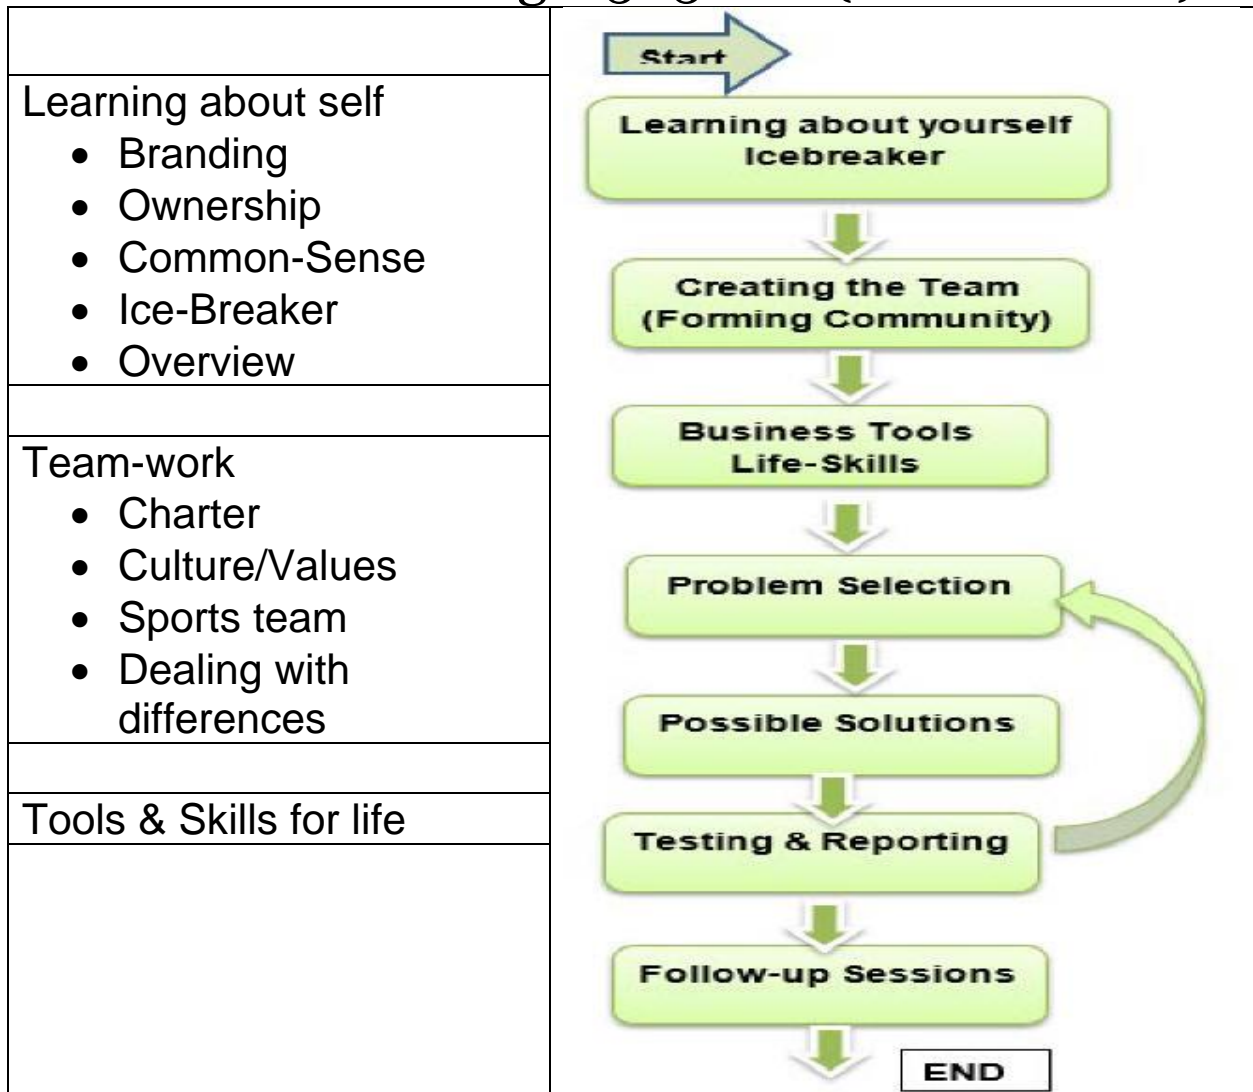 Learning about self
• Branding
• Ownership
• Common-Sense
• Ice-Breaker
• Overview
Team-work
• Charter
• Culture/Values
• Sports team
• Dealing with
differences
Tools & Skills for life
Start
Learning about yourself
Icebreaker
Creating the Team
(Forming Community)
Business Tools
Life-Skills
Problem Selection
Possible Solutions
Testing & Reporting
Follow-up Sessions
END